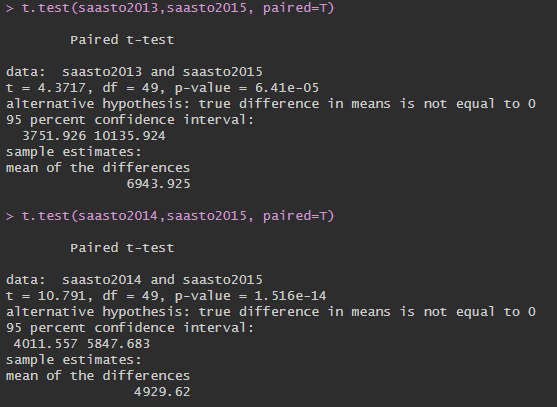 > t.test(saasto2013,saasto2015, paired=T)
Paired t-test
data:  saasto2013 and saasto2015
t = 4.3717, df = 49, p-value = 6.41e-05
alternative hypothesis: true difference in means is not equal to 0
95 percent confidence interval:
3751.926 10135.924
sample estimates:
mean of the differences
6943.925
> t.test(saasto2014,saasto2015, paired=T)
Paired t-test
data:  saasto2014 and saasto2015
t = 10.791, df = 49, p-value = 1.516e-14
alternative hypothesis: true difference in means is not equal to 0
95 percent confidence interval:
4011.557 5847.683
sample estimates:
mean of the differences
4929.62